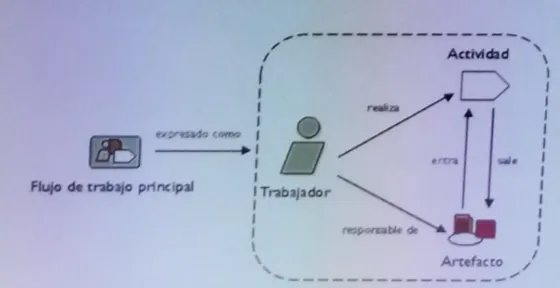 Actividad
realiza
expresado como
entra
sale
Flujo de trabajo principal
Trabajador
responsable de
Artefacto